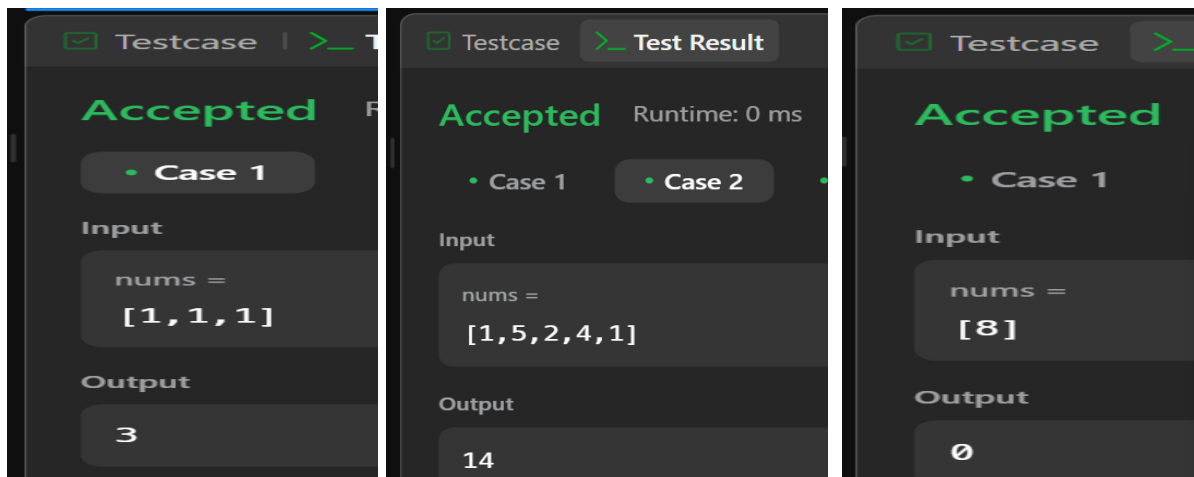 Testcase
Accepted
Case 1
Input
nums =
[1,1,1]
Output
3
Testcase >_ Test Result
Accepted Runtime: 0 ms
Case 1 Case 2
Input
nums =
[1,5,2,4,1]
Output
14
Testcase
Accepted
Case 1
Input
nums =
[8]
Output
0